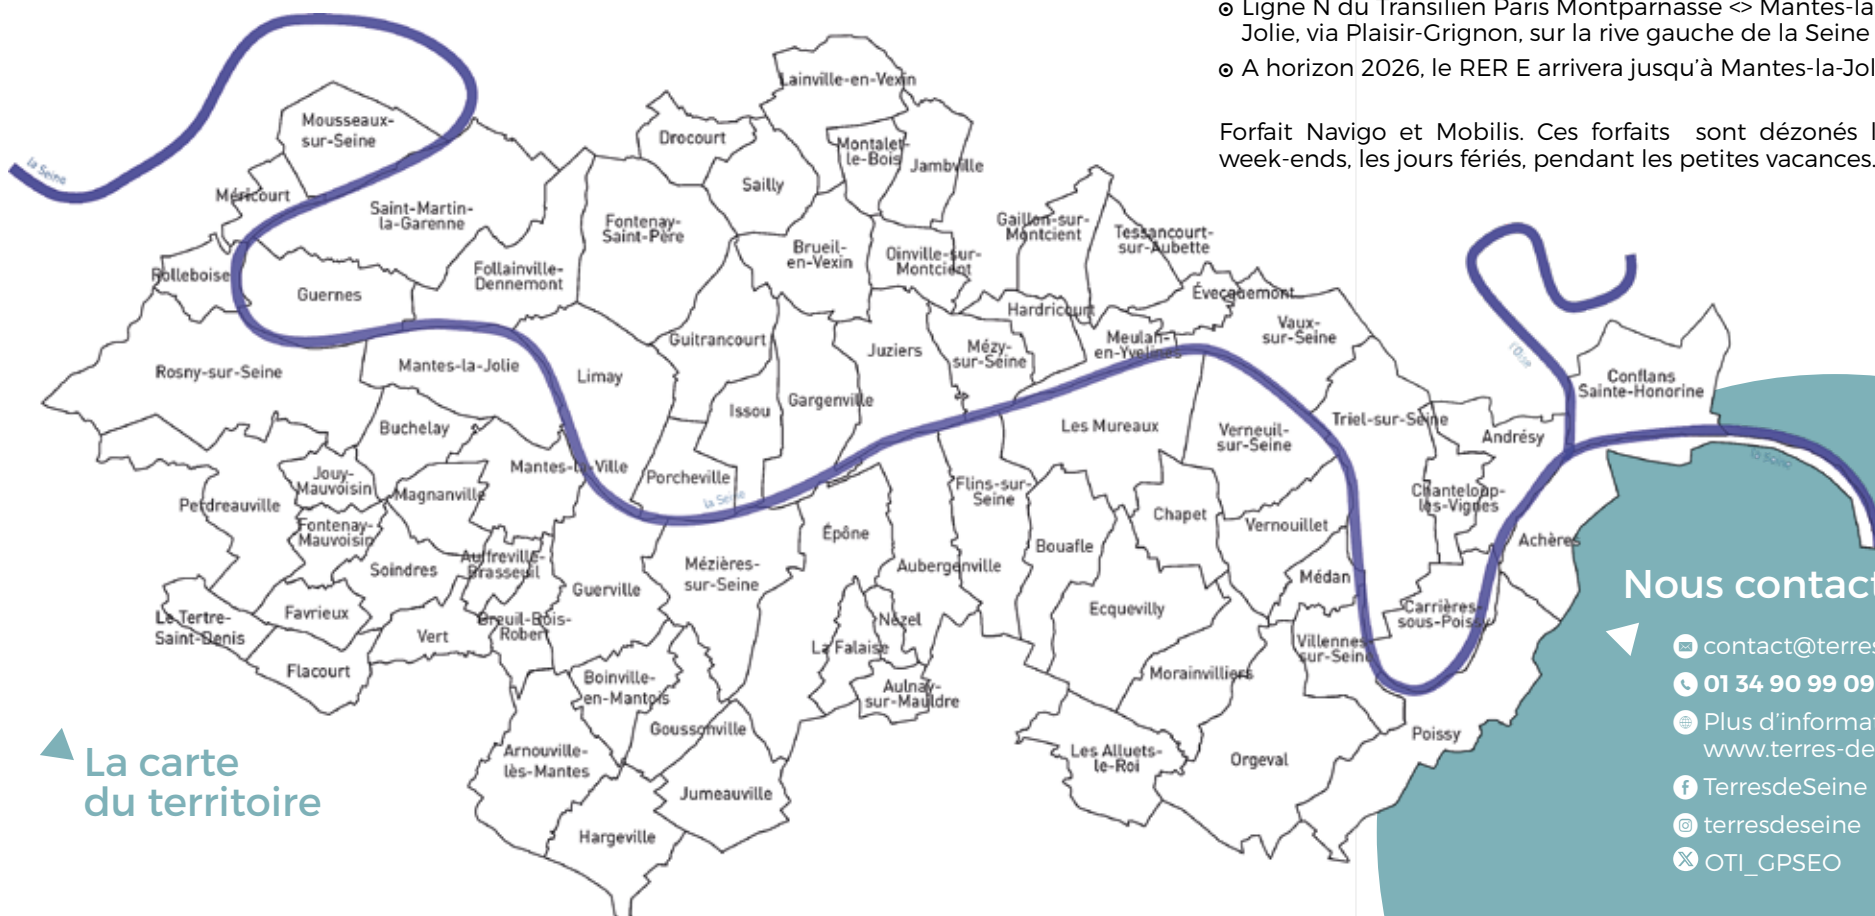 Ligne N du Transilien Paris Montparnasse <> Mantes-la
Jolie, via Plaisir-Grignon, sur la rive gauche de la Seine
A horizon 2026, le RER E arrivera jusqu'à Mantes-la-Jol
Forfait Navigo et Mobilis. Ces forfaits sont dézonés l
week-ends, les jours fériés, pendant les petites vacances.
Lainville-en-Vexin
Mousseaux-
sur-Seine
Drocourt
Montalet-
le-Bois
Jambville
la Seine
Sailly
Méricourt
Saint-Martin-
la-Garenne
Fontenay-
Saint-Père
Gaillon-sur-
Montcient
Tessancourt-
sur-Aubette
Brueil-
en-Vexin
Oinville-sur-
Montcient
Rolleboise
Follainville-
Dennemont
Guernes
Évecquemont
Hardricourt
Vaux-
sur-Seine
Guitrancourt
Juziers
Mézy-
sur-Seine
Meulan-
en-Yvelines
l'Oise
Rosny-sur-Seine
Mantes-la-Jolie
Limay
Conflans
Sainte-Honorine
Issou
Gargenville
Buchelay
Les Mureaux
Verneuil-
sur-Seine
Triel-sur-Seine
Andrésy
la Seine
Mantes-la-Ville
Porcheville
la Seine
Jouy-
Mauvoisin
Magnanville
Flins-sur-
Seine
Chanteloup-
les-Vignes
Perdreauville
Fontenay-
Mauvoisin
Épône
Chapet
Vernouillet
Bouafle
Achères
Soindres
Auffreville-
Brasseuil
Mézières-
sur-Seine
Aubergenville
Médan
Guerville
Le Tertre-
Saint-Denis
Favrieux
Vert
Breuil-Bois-
Robert
Nézel
Ecquevilly
Carrières-
sous-Poissy
La Falaise
Villennes-
sur-Seine
Flacourt
Boinville-
en-Mantois
Aulnay-
sur-Mauldre
Morainvilliers
Goussonville
Poissy
Arnouville-
lès-Mantes
Les Alluets-
le-Roi
Orgeval
Jumeauville
Hargeville
La carte
du territoire
Nous contact
contact@terres
01 34 90 99 09
Plus d'informa
www.terres-de
TerresdeSeine
terresdeseine
OTI_GPSEO